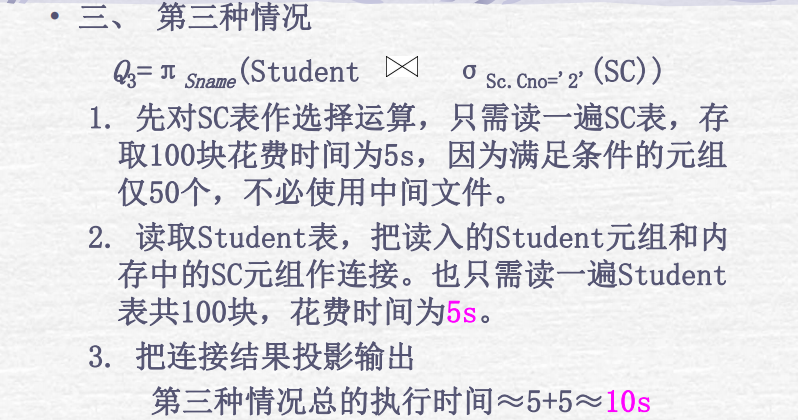 • 三、 第三种情况
Q3=π Sname(Student ⋈ σ Sc.Cno='2'(SC))
1. 先对SC表作选择运算，只需读一遍SC表，存
取100块花费时间为5s，因为满足条件的元组
仅50个，不必使用中间文件。
2. 读取Student表，把读入的Student元组和内
存中的SC元组作连接。也只需读一遍Student
表共100块，花费时间为5s。
3. 把连接结果投影输出
第三种情况总的执行时间≈5+5≈10s